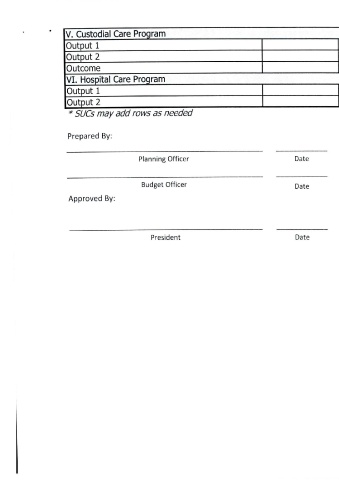 V. Custodial Care Program
Output 1
Output 2
Outcome
VI. Hospital Care Program
Output 1
Output 2
* SUCs may add rows as needed
Prepared By:
Planning Officer Date
Budget Officer Date
Approved By:
President Date